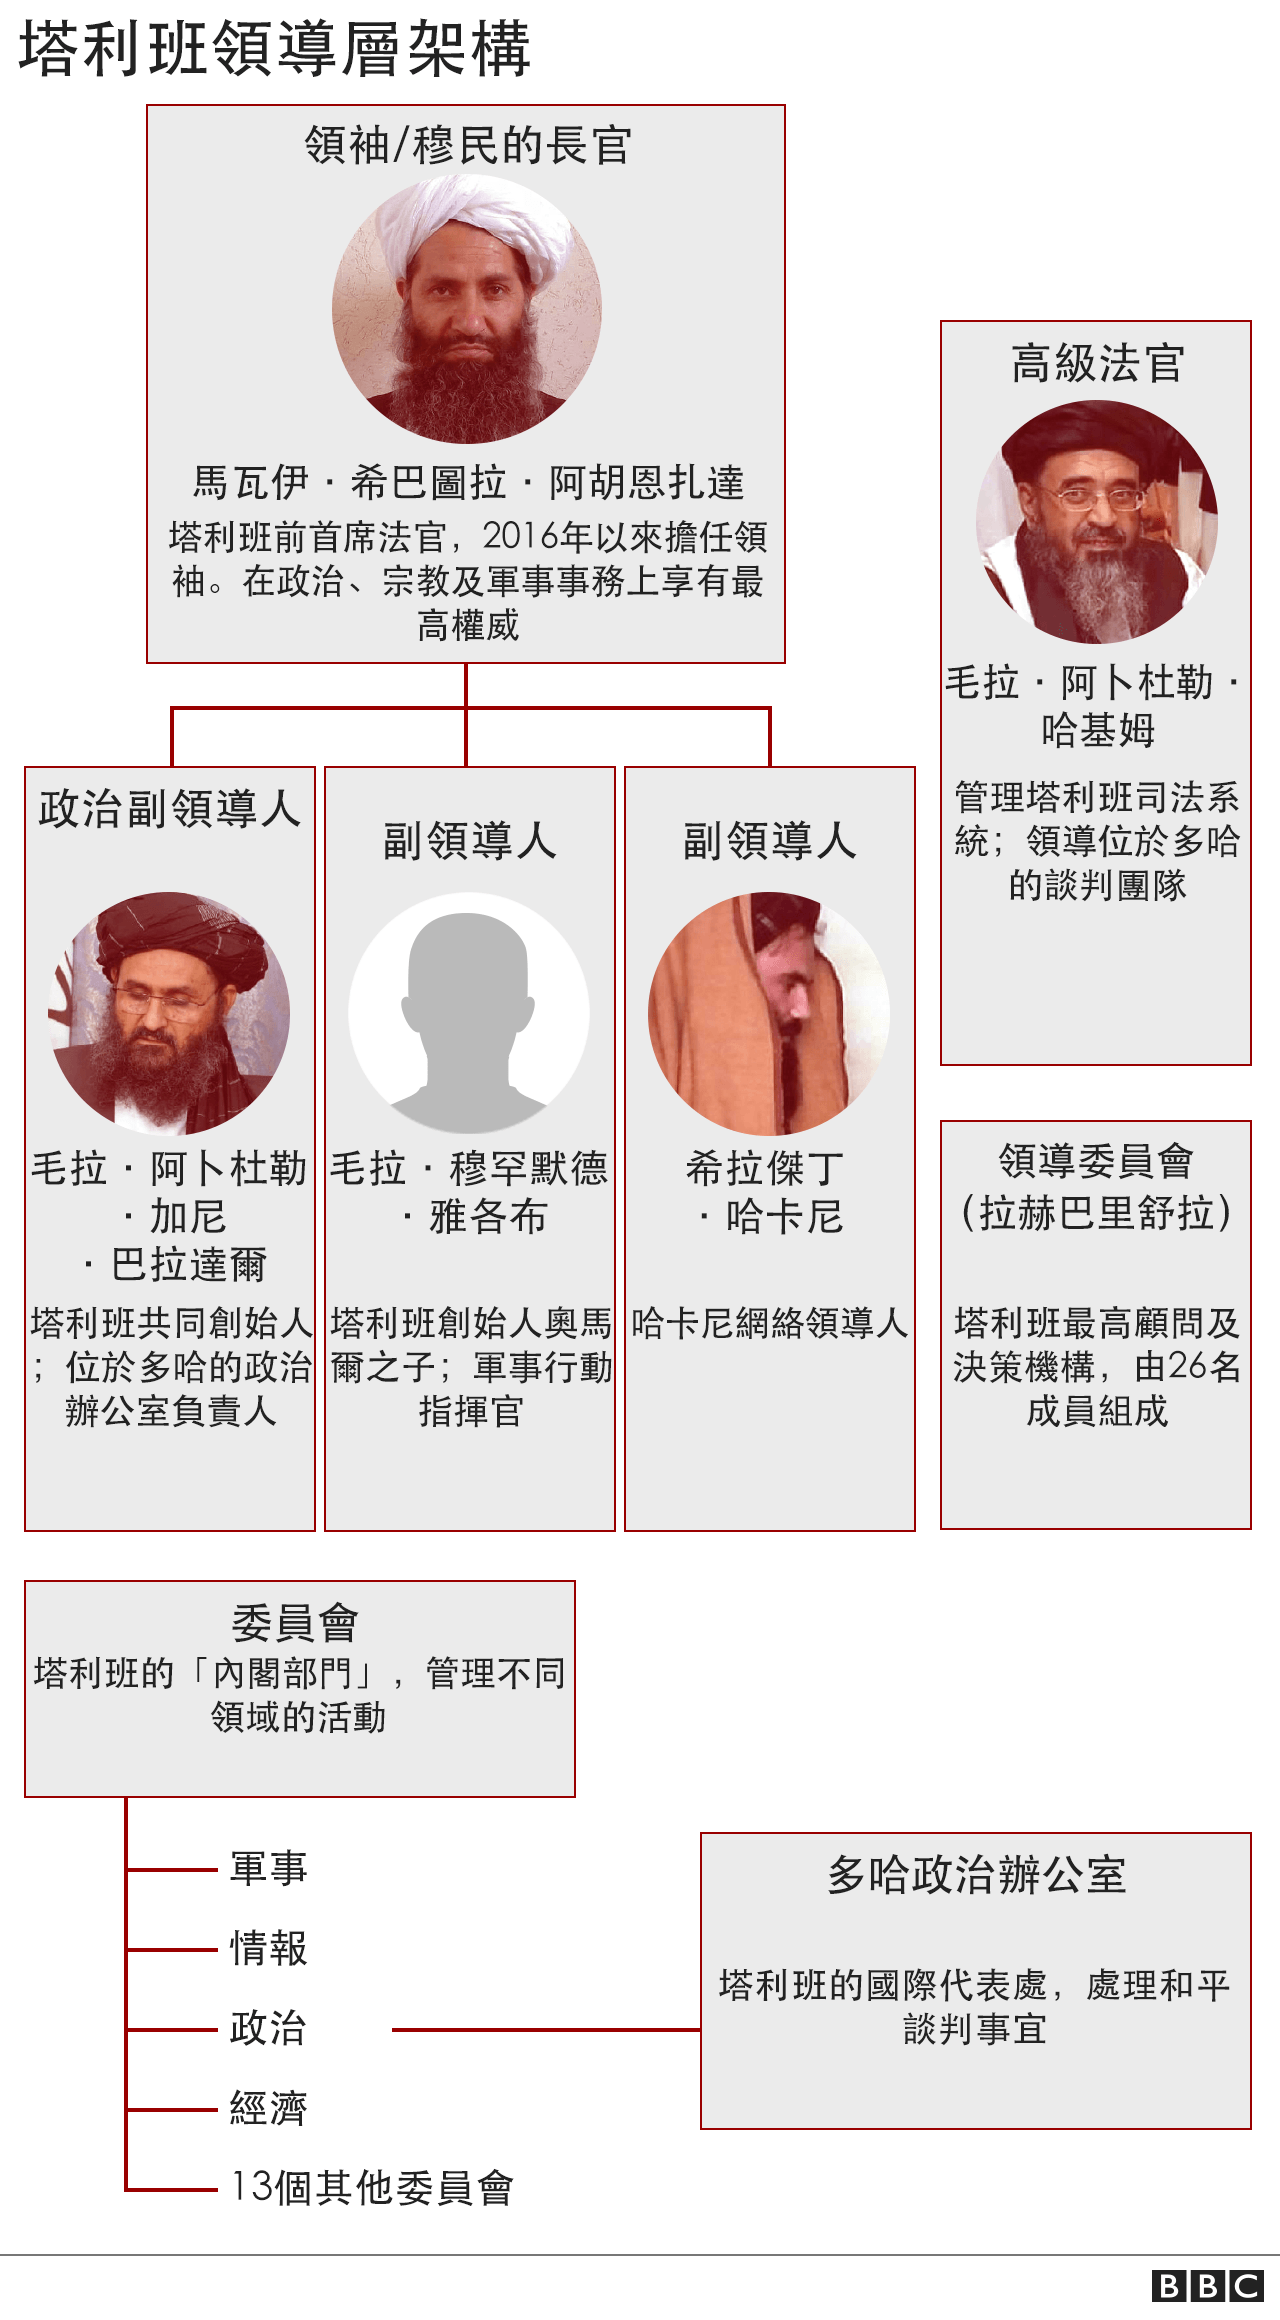 塔利班領導層架構
領袖/穆民的長官
馬瓦伊·希巴圖拉·阿胡恩扎達
塔利班前首席法官，2016年以來擔任領
袖。在政治、宗教及軍事事務上享有最
高權威
高級法官
毛拉·阿卜杜勒·
哈基姆
管理塔利班司法系
統；領導位於多哈
的談判團隊
政治副領導人
毛拉·阿卜杜勒
·加尼
·巴拉達爾
塔利班共同創始人
；位於多哈的政治
辦公室負責人
副領導人
毛拉·穆罕默德
·雅各布
塔利班創始人奧馬
爾之子；軍事行動
指揮官
副領導人
希拉傑丁
·哈卡尼
哈卡尼網絡領導人
領導委員會
（拉赫巴里舒拉）
塔利班最高顧問及
決策機構，由26名
成員組成
委員會
塔利班的「內閣部門」，管理不同
領域的活動
軍事
情報
政治
經濟
13個其他委員會
多哈政治辦公室
塔利班的國際代表處，處理和平
談判事宜
BBC